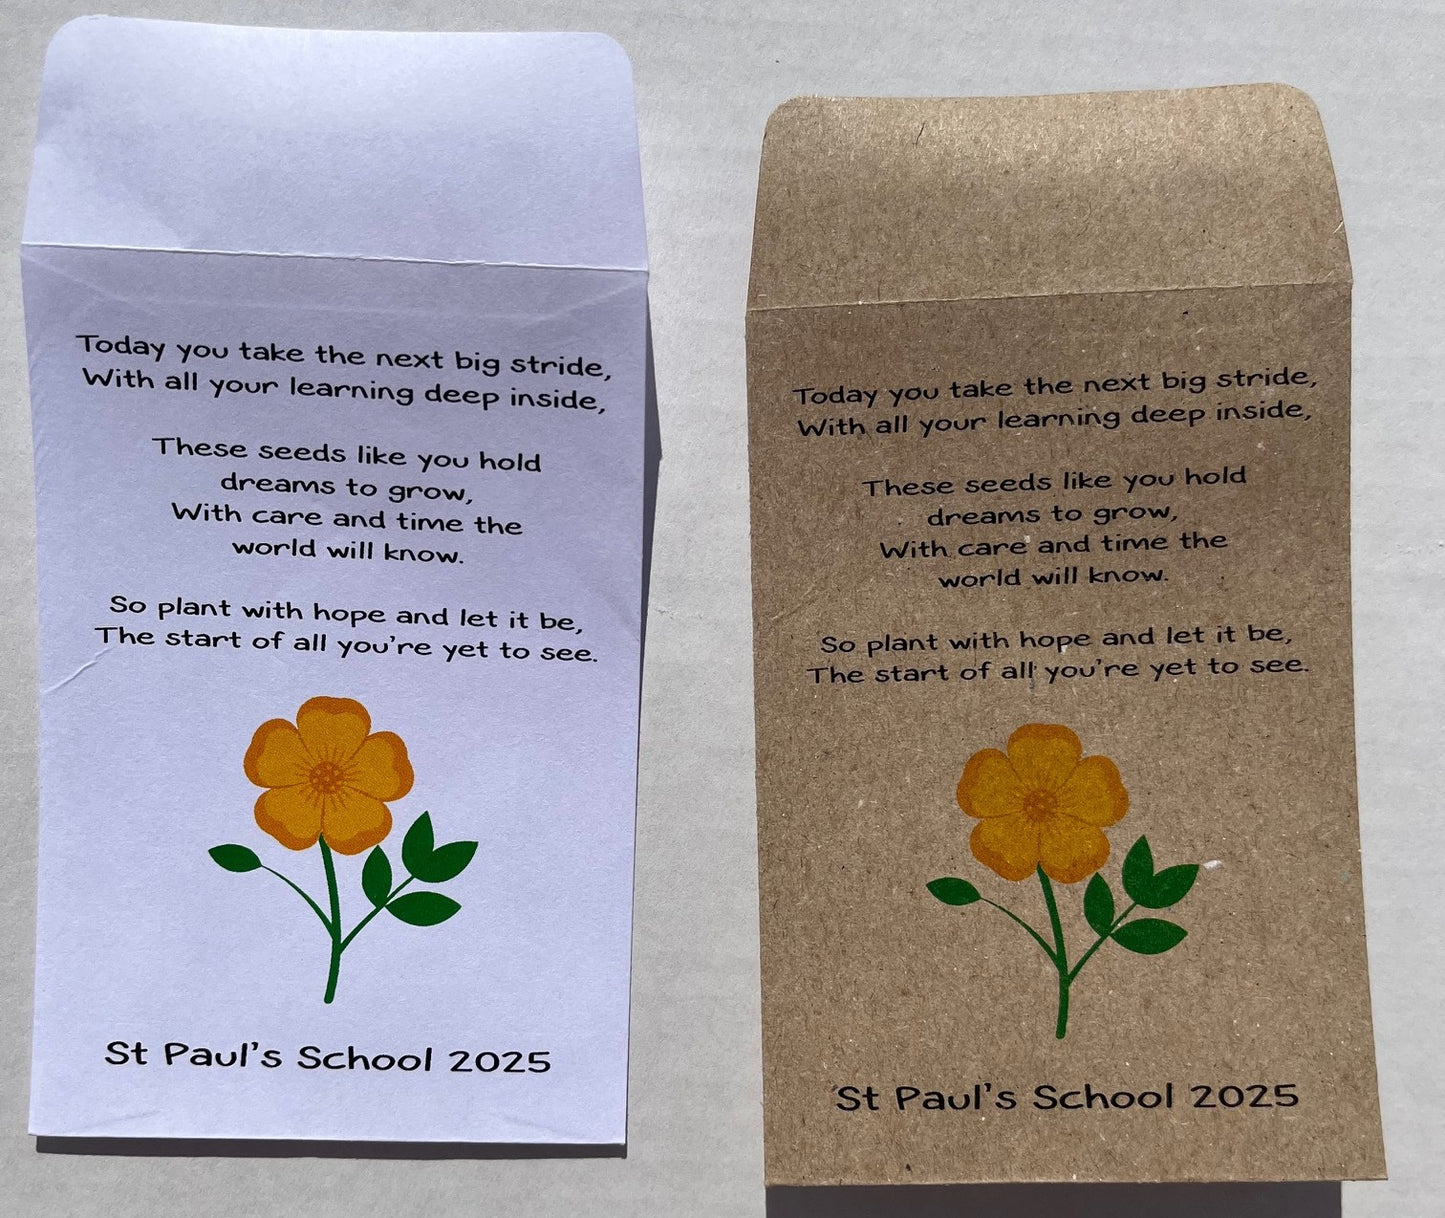 Today you take the next big stride,
With all your learning deep inside,
These seeds like you hold
dreams to grow,
With care and time the
world will know.
So plant with hope and let it be,
The start of all you're yet to see.
St Paul's School 2025
Today you take the next big stride,
With all your learning deep inside,
These seeds like you hold
dreams to grow,
With care and time the
world will know.
So plant with hope and let it be,
The start of all you're yet to see.
St Paul's School 2025